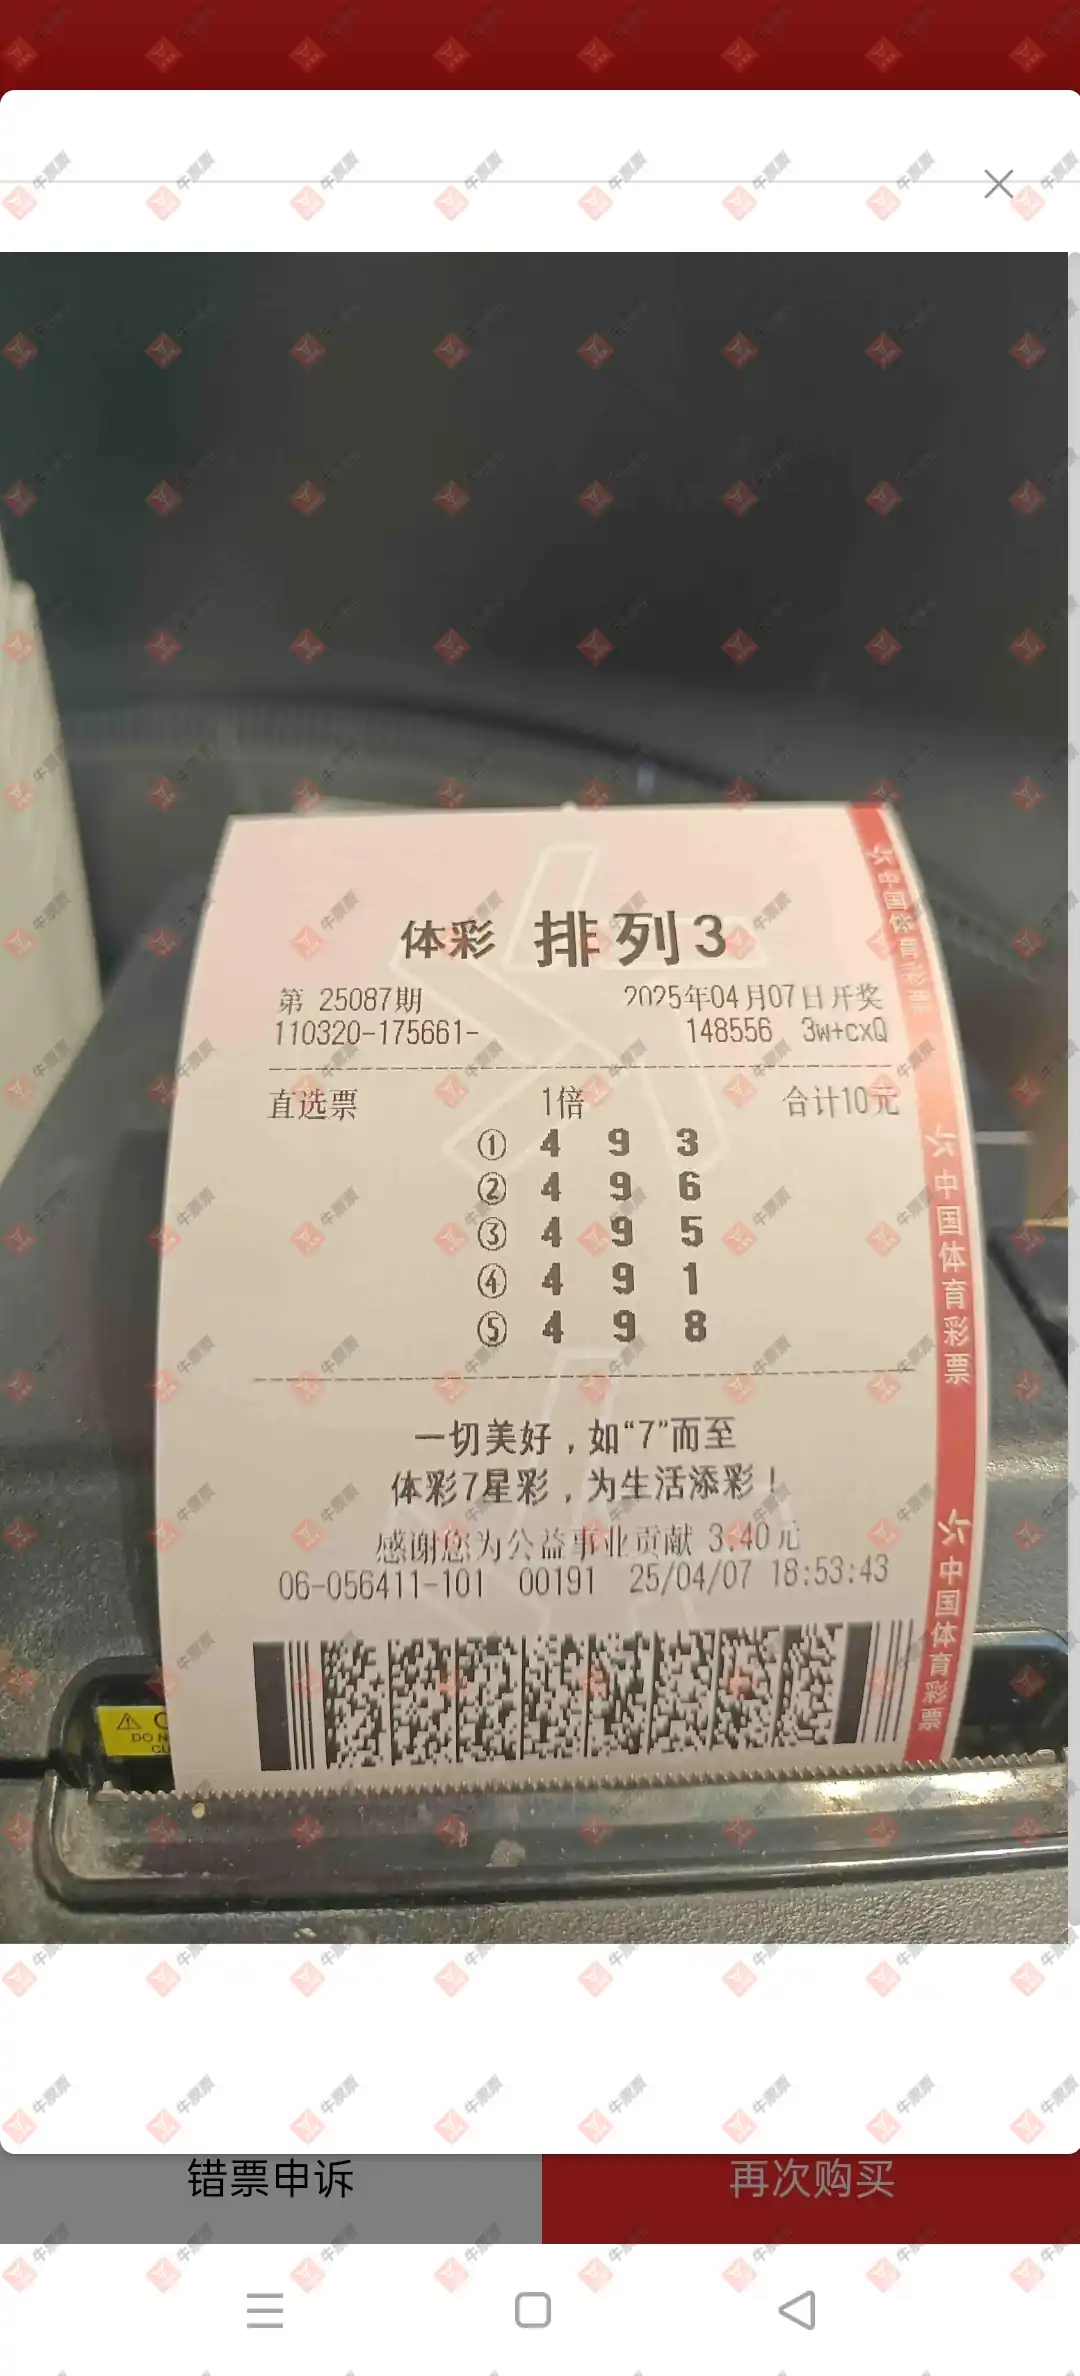 体彩 排列3
第 25087期 2025年04月07日开奖
110320-175661- 148556 3w+cxQ
直选票 1倍 合计10元
① 4 9 3
② 4 9 6
③ 4 9 5
④ 4 9 1
⑤ 4 9 8
一切美好，如“7”而至
体彩7星彩，为生活添彩！
感谢您为公益事业贡献 3.40元
06-056411-101 00191 25/04/07 18:53:43
中国体育彩票
中国体育彩票
中国体育彩票
DO N
CU
错票申诉
再次购买
牛票票